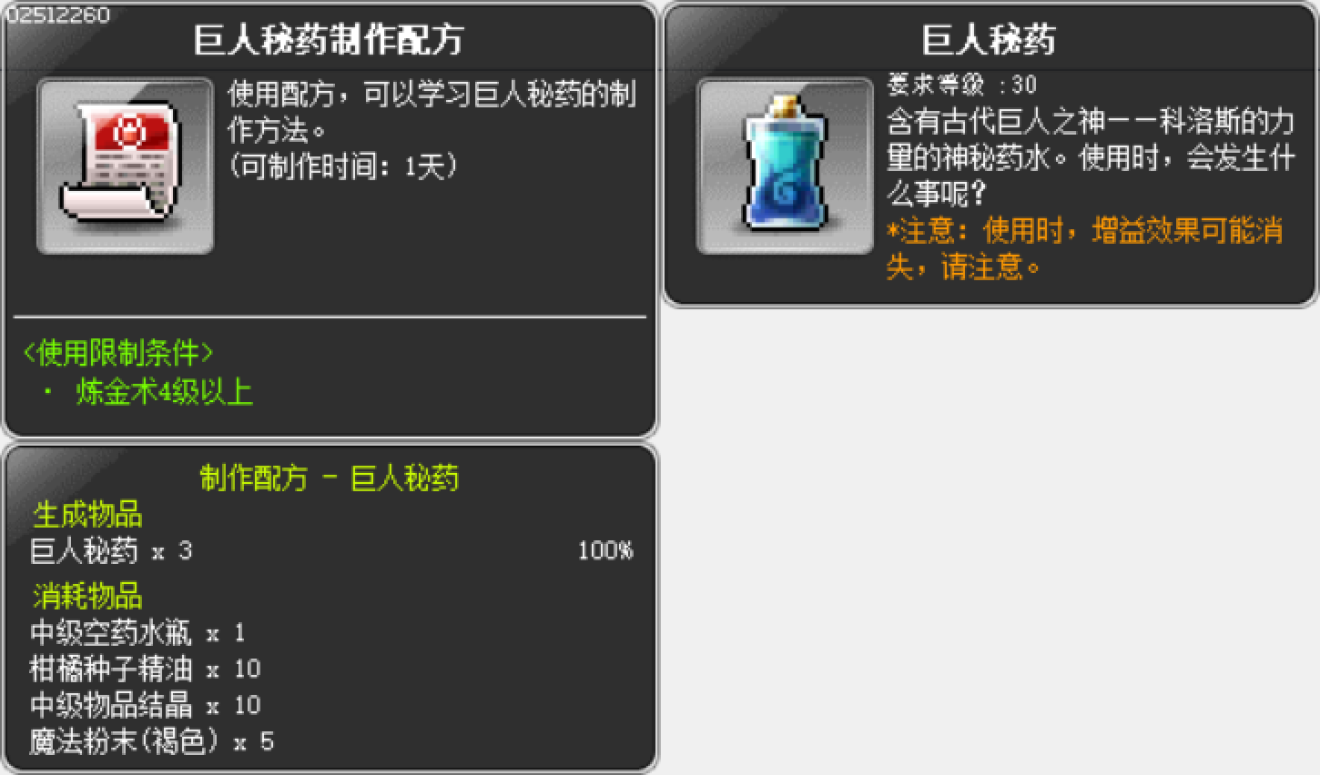 02512260
巨人秘药制作配方
使用配方，可以学习巨人秘药的制
作方法。
(可制作时间：1天)
<使用限制条件>
· 炼金术4级以上
巨人秘药
要求等级 :30
含有古代巨人之神——科洛斯的力
量的神秘药水。使用时，会发生什
么事呢？
*注意：使用时，增益效果可能消
失，请注意。
制作配方 - 巨人秘药
生成物品
巨人秘药 x 3 100%
消耗物品
中级空药水瓶 x 1
柑橘种子精油 x 10
中级物品结晶 x 10
魔法粉末(褐色) x 5